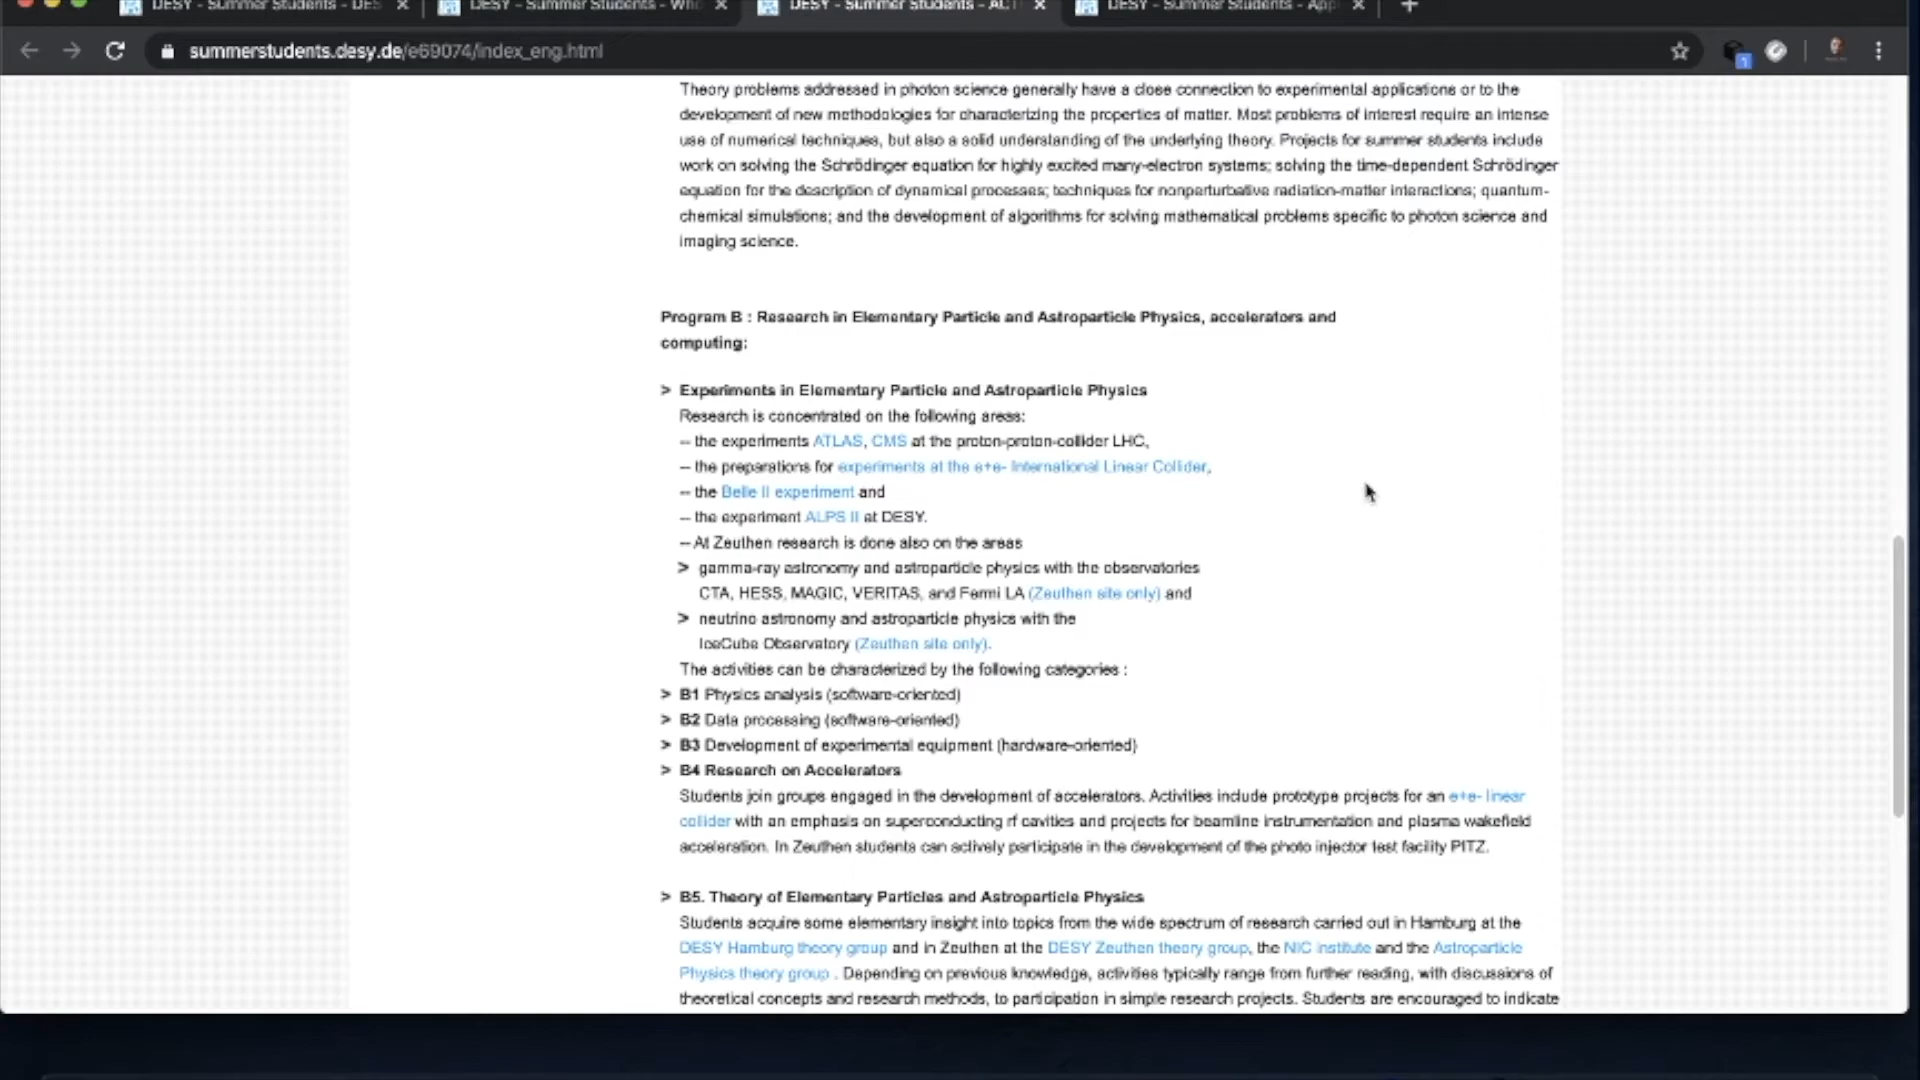 DESY - Summer Students - DES
DESY - Summer Students - Who
DESY - Summer Students - ACT
DESY - Summer Students - App
summerstudents.desy.de/e69074/index_eng.html
1
Theory problems addressed in photon science generally have a close connection to experimental applications or to the
development of new methodologies for characterizing the properties of matter. Most problems of interest require an intense
use of numerical techniques, but also a solid understanding of the underlying theory. Projects for summer students include
work on solving the Schrödinger equation for highly excited many-electron systems; solving the time-dependent Schrödinger
equation for the description of dynamical processes; techniques for nonperturbative radiation-matter interactions; quantum-
chemical simulations; and the development of algorithms for solving mathematical problems specific to photon science and
imaging science.
Program B : Research in Elementary Particle and Astroparticle Physics, accelerators and
computing:
> Experiments in Elementary Particle and Astroparticle Physics
Research is concentrated on the following areas:
-- the experiments ATLAS, CMS at the proton-proton-collider LHC,
-- the preparations for experiments at the e+e- International Linear Collider,
-- the Belle II experiment and
-- the experiment ALPS II at DESY.
-- At Zeuthen research is done also on the areas
> gamma-ray astronomy and astroparticle physics with the observatories
CTA, HESS, MAGIC, VERITAS, and Fermi LA (Zeuthen site only) and
> neutrino astronomy and astroparticle physics with the
IceCube Observatory (Zeuthen site only).
The activities can be characterized by the following categories :
> B1 Physics analysis (software-oriented)
> B2 Data processing (software-oriented)
> B3 Development of experimental equipment (hardware-oriented)
> B4 Research on Accelerators
Students join groups engaged in the development of accelerators. Activities include prototype projects for an e+e- linear
collider with an emphasis on superconducting rf cavities and projects for beamline instrumentation and plasma wakefield
acceleration. In Zeuthen students can actively participate in the development of the photo injector test facility PITZ.
> B5. Theory of Elementary Particles and Astroparticle Physics
Students acquire some elementary insight into topics from the wide spectrum of research carried out in Hamburg at the
DESY Hamburg theory group and in Zeuthen at the DESY Zeuthen theory group, the NIC institute and the Astroparticle
Physics theory group . Depending on previous knowledge, activities typically range from further reading, with discussions of
theoretical concepts and research methods, to participation in simple research projects. Students are encouraged to indicate